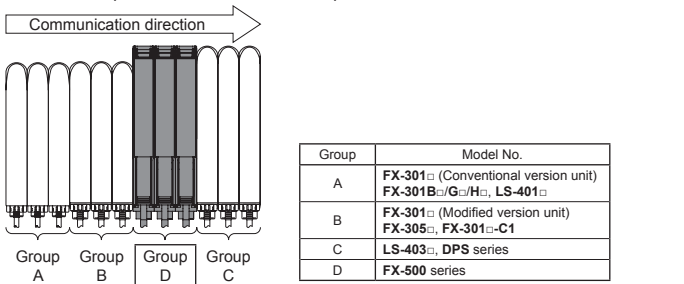 Communication direction
Group A
Group B
Group D
Group C
Group Model No.
A FX-301□ (Conventional version unit)
FX-301B□/G□/H□, LS-401□
B FX-301□ (Modified version unit)
FX-305□, FX-301□-C1
C LS-403□, DPS series
D FX-500 series